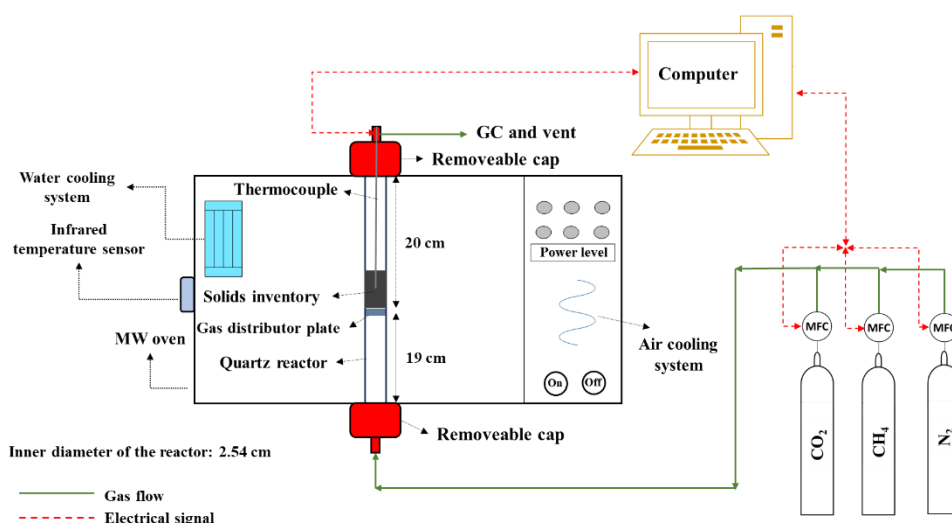 Computer
GC and vent
Removeable cap
Water cooling
system
Thermocouple
Infrared
temperature sensor
20 cm
Power level
Solids inventory
MFC
MFC
MFC
Gas distributor plate
MW oven
Air cooling
system
Quartz reactor
19 cm
On
Off
Removeable cap
CO2
CH4
N2
Inner diameter of the reactor: 2.54 cm
Gas flow
Electrical signal